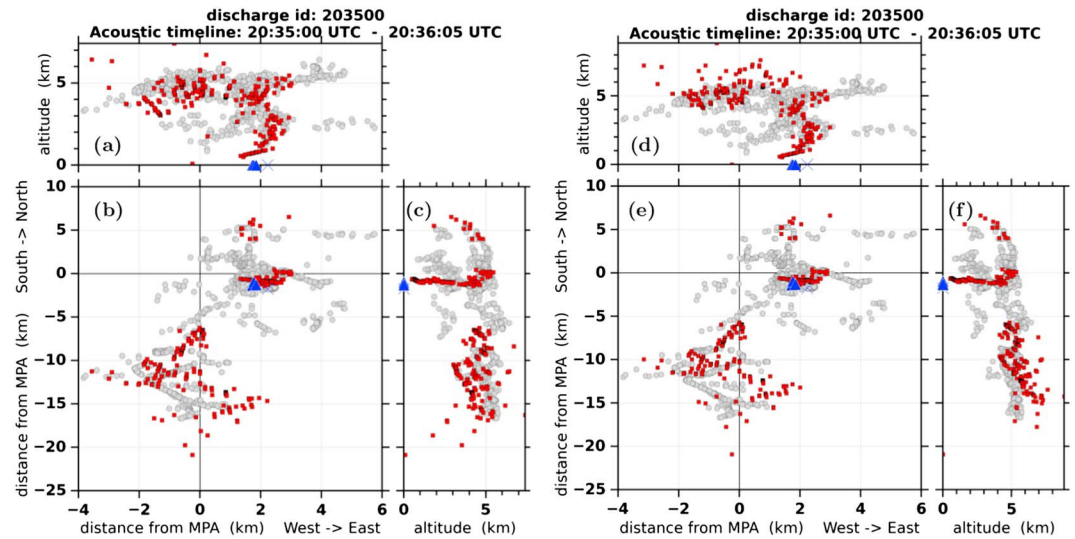 discharge id: 203500
Acoustic timeline: 20:35:00 UTC - 20:36:05 UTC
altitude (km)
5
0
(a)
10
5
0
−5
−10
−15
−20
−25
distance from MPA (km) South -> North
(b)
(c)
−4 −2 0 2 4 6
0 5
distance from MPA (km) West -> East
altitude (km)
discharge id: 203500
Acoustic timeline: 20:35:00 UTC - 20:36:05 UTC
altitude (km)
5
0
(d)
10
5
0
−5
−10
−15
−20
−25
distance from MPA (km) South -> North
(e)
(f)
−4 −2 0 2 4 6
0 5
distance from MPA (km) West -> East
altitude (km)